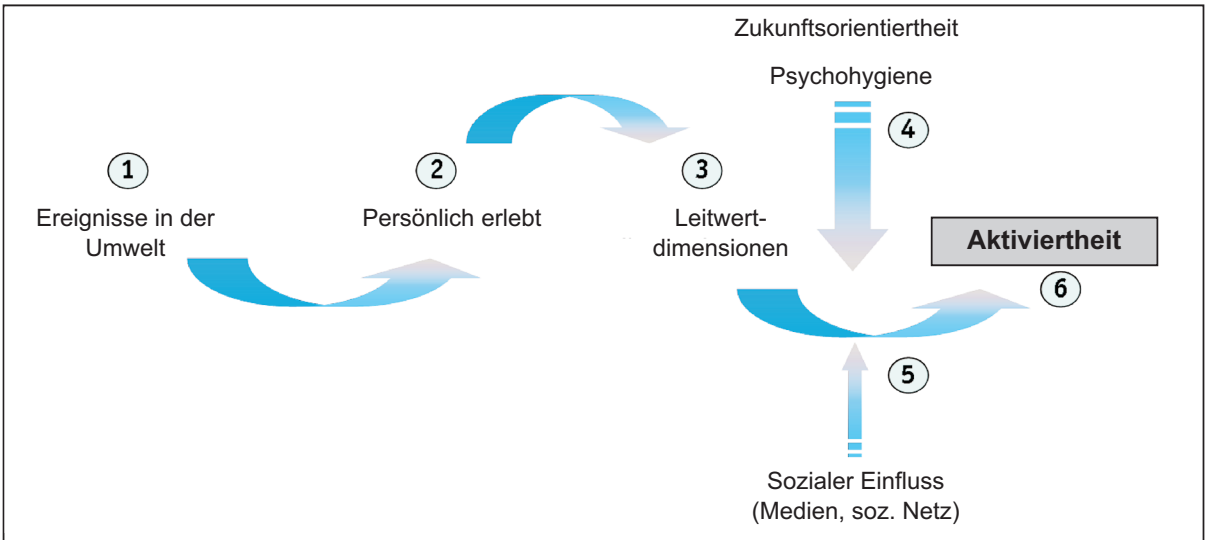 Zukunftsorientiertheit
Psychohygiene
4
1
2
3
Ereignisse in der
Umwelt
Persönlich erlebt
Leitwert-
dimensionen
Aktiviertheit
6
5
Sozialer Einfluss
(Medien, soz. Netz)